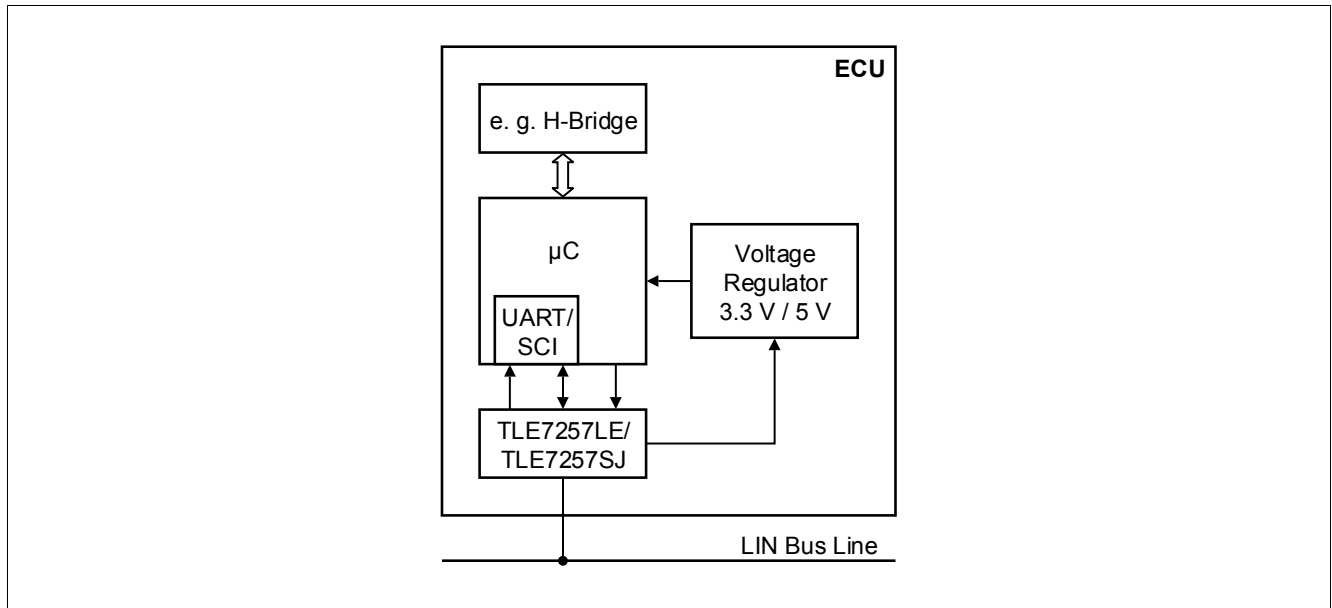 ECU
e. g. H-Bridge
µC
Voltage
Regulator
3.3 V / 5 V
UART/
SCI
TLE7257LE/
TLE7257SJ
LIN Bus Line